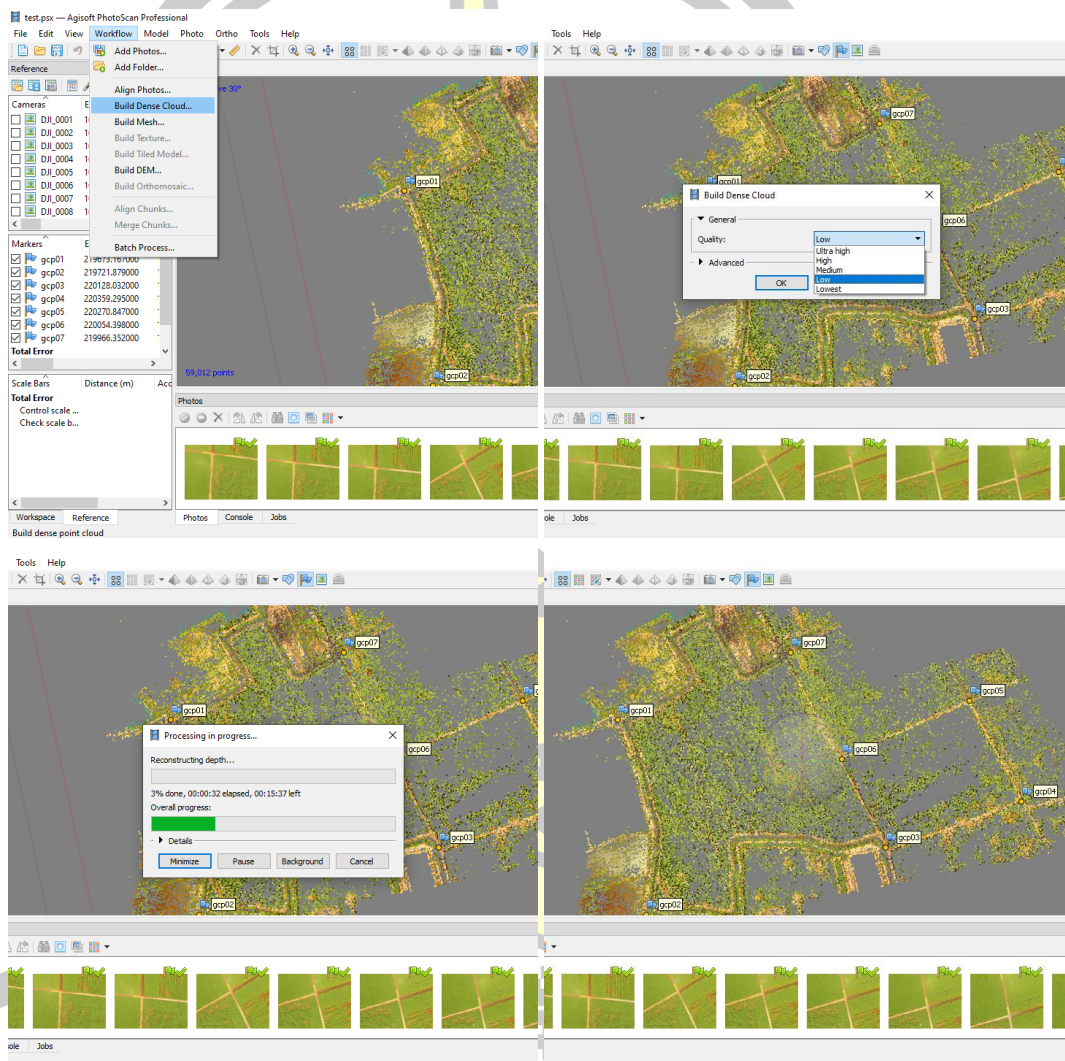 test.psx — Agisoft PhotoScan Professional
File Edit View Workflow Model Photo Ortho Tools Help
Reference
Add Photos...
Add Folder...
Align Photos...
Build Dense Cloud...
Build Mesh...
Build Texture...
Build Tiled Model...
Build DEM...
Build Orthomosaic...
Align Chunks...
Merge Chunks...
Batch Process...
Cameras
DJI_0001
DJI_0002
DJI_0003
DJI_0004
DJI_0005
DJI_0006
DJI_0007
DJI_0008
Markers
gcp01 219673.167000
gcp02 219721.879000
gcp03 220128.032000
gcp04 220359.295000
gcp05 220270.847000
gcp06 220054.398000
gcp07 219966.352000
Total Error
Scale Bars Distance (m) Acc
Total Error
Control scale ...
Check scale b...
Workspace Reference
Build dense point cloud
30°
gcp01
gcp02
59,012 points
Photos
Photos Console Jobs
Tools Help
gcp07
gcp01
gcp06
gcp03
gcp02
Build Dense Cloud
General
Quality: Low
Ultra high
High
Medium
Low
Lowest
Advanced
OK
Jobs
Tools Help
gcp07
gcp01
gcp06
gcp03
gcp02
Processing in progress...
Reconstructing depth...
3% done, 00:00:32 elapsed, 00:15:37 left
Overall progress:
Details
Minimize Pause Background Cancel
Jobs
gcp07
gcp05
gcp01
gcp06
gcp04
gcp03
gcp02